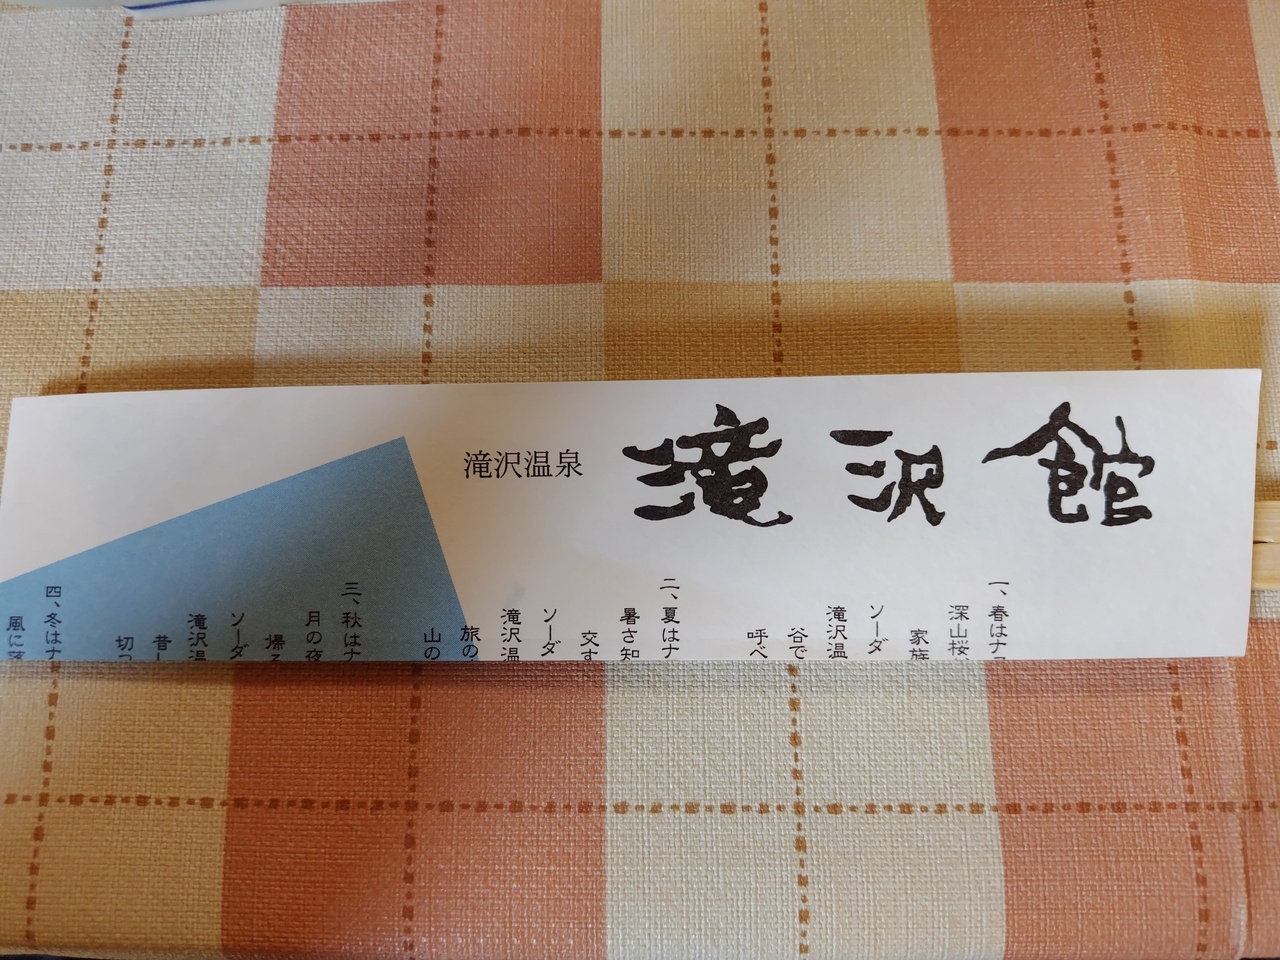 滝沢温泉
滝沢館
一、春はナ
深山桜
家族
ソーダ
滝沢温
谷で
呼べ
二、夏はナ
暑さ知
交す
ソーダ
滝沢温
旅の
山の
三、秋はナ
月の夜
帰る
ソーダ
滝沢温
昔し
切っ
四、冬はナ
風に落